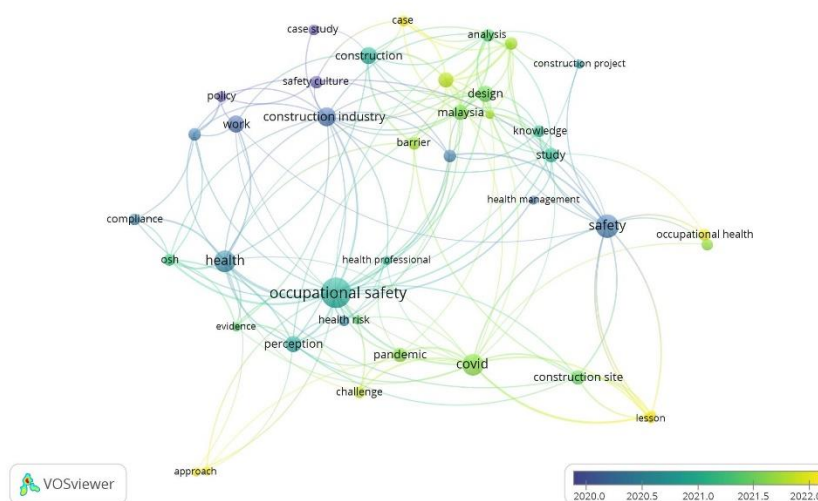 case
case study
analysis
construction
construction project
safety culture
design
policy
malaysia
construction industry
work
knowledge
barrier
study
health management
compliance
safety
occupational health
osh
health
health professional
occupational safety
health risk
evidence
perception
pandemic
covid
construction site
challenge
lesson
approach
VOSviewer
2020.0 2020.5 2021.0 2021.5 2022.0